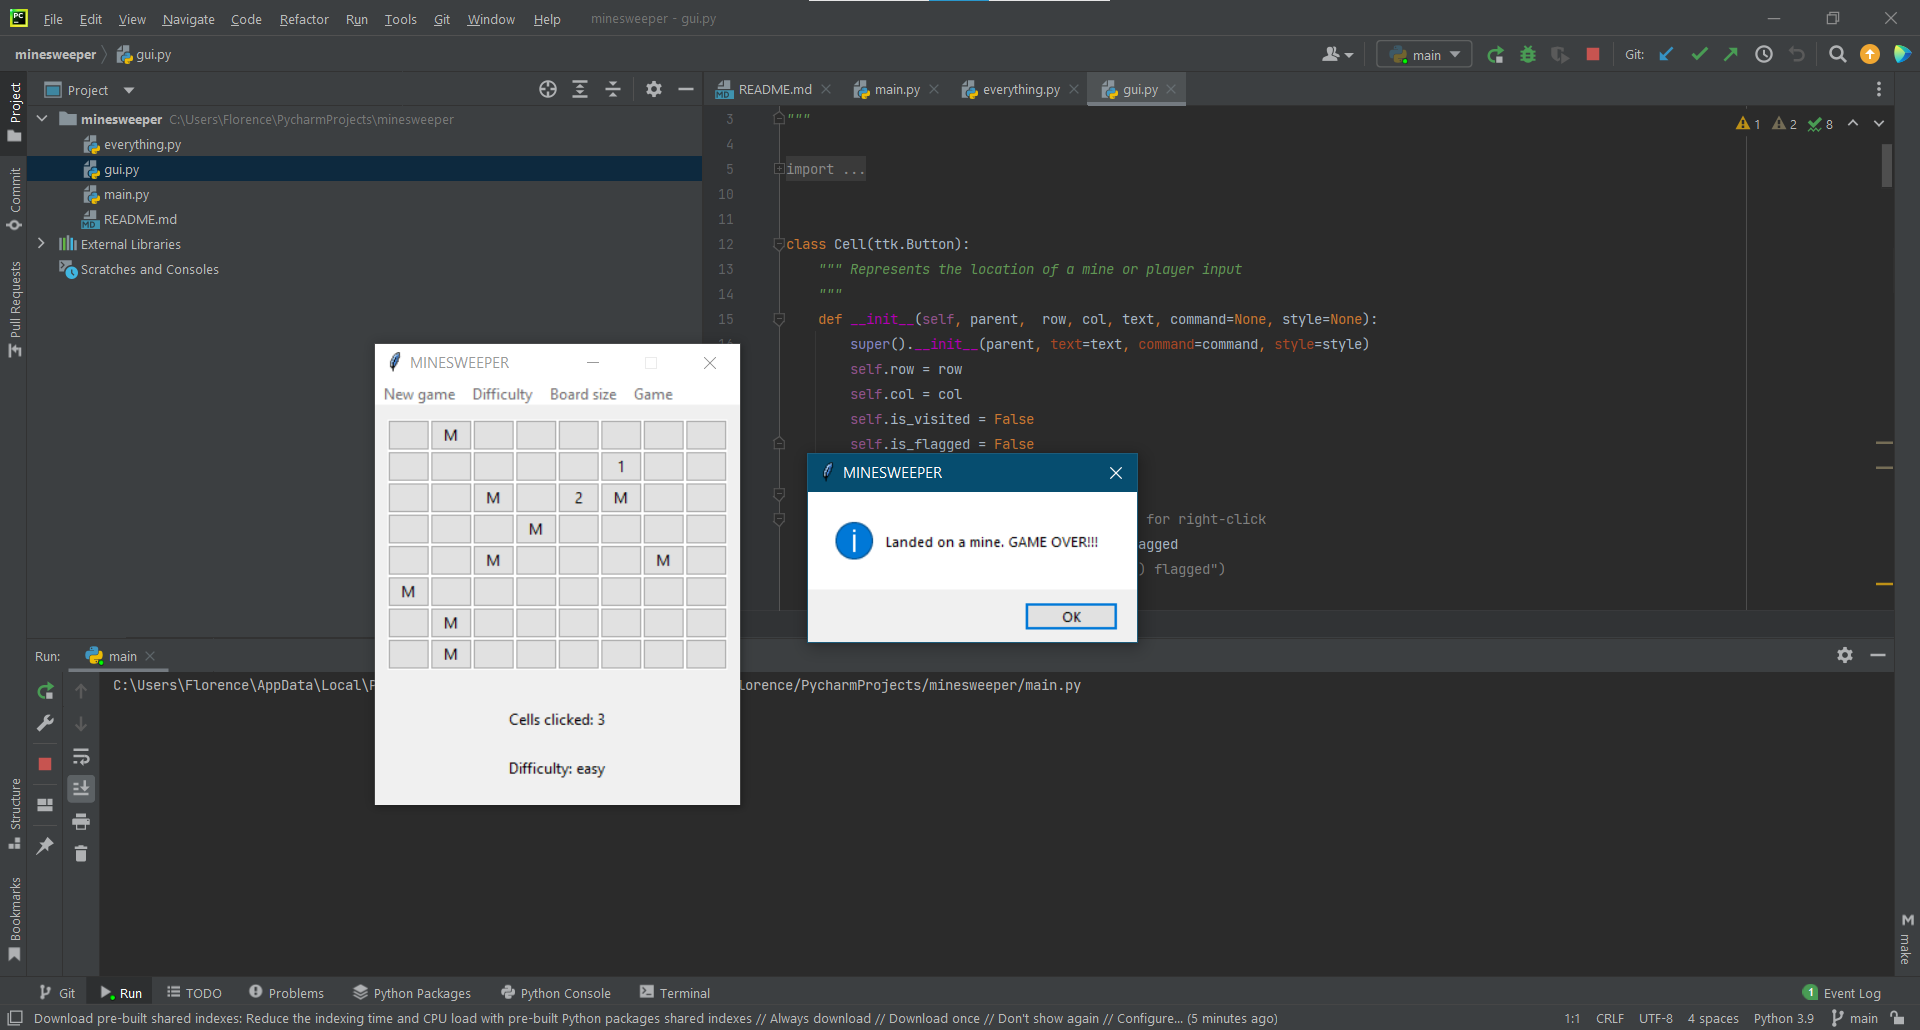 PC File Edit View Navigate Code Refactor Run Tools Git Window Help minesweeper - gui.py
minesweeper gui.py main Git:
Project
README.md main.py everything.py gui.py
minesweeper C:\Users\Florence\PycharmProjects\minesweeper
everything.py
gui.py
main.py
README.md
External Libraries
Scratches and Consoles
Project
Commit
Pull Requests
Structure
Bookmarks
1 2 8
3 """
4
5 import ...
10
11
12 class Cell(ttk.Button):
13 """ Represents the location of a mine or player input
14 """
15 def __init__(self, parent, row, col, text, command=None, style=None):
super().__init__(parent, text=text, command=command, style=style)
self.row = row
self.col = col
self.is_visited = False
self.is_flagged = False
for right-click
agged
) flagged")
MINESWEEPER
New game Difficulty Board size Game
M
1
M 2 M
M
M M
M
M
M
Cells clicked: 3
Difficulty: easy
MINESWEEPER
Landed on a mine. GAME OVER!!!
OK
Run: main
C:\Users\Florence\AppData\Local\ lorence/PycharmProjects/minesweeper/main.py
M make
Git Run TODO Problems Python Packages Python Console Terminal 1 Event Log
Download pre-built shared indexes: Reduce the indexing time and CPU load with pre-built Python packages shared indexes // Always download // Download once // Don't show again // Configure... (5 minutes ago) 1:1 CRLF UTF-8 4 spaces Python 3.9 main